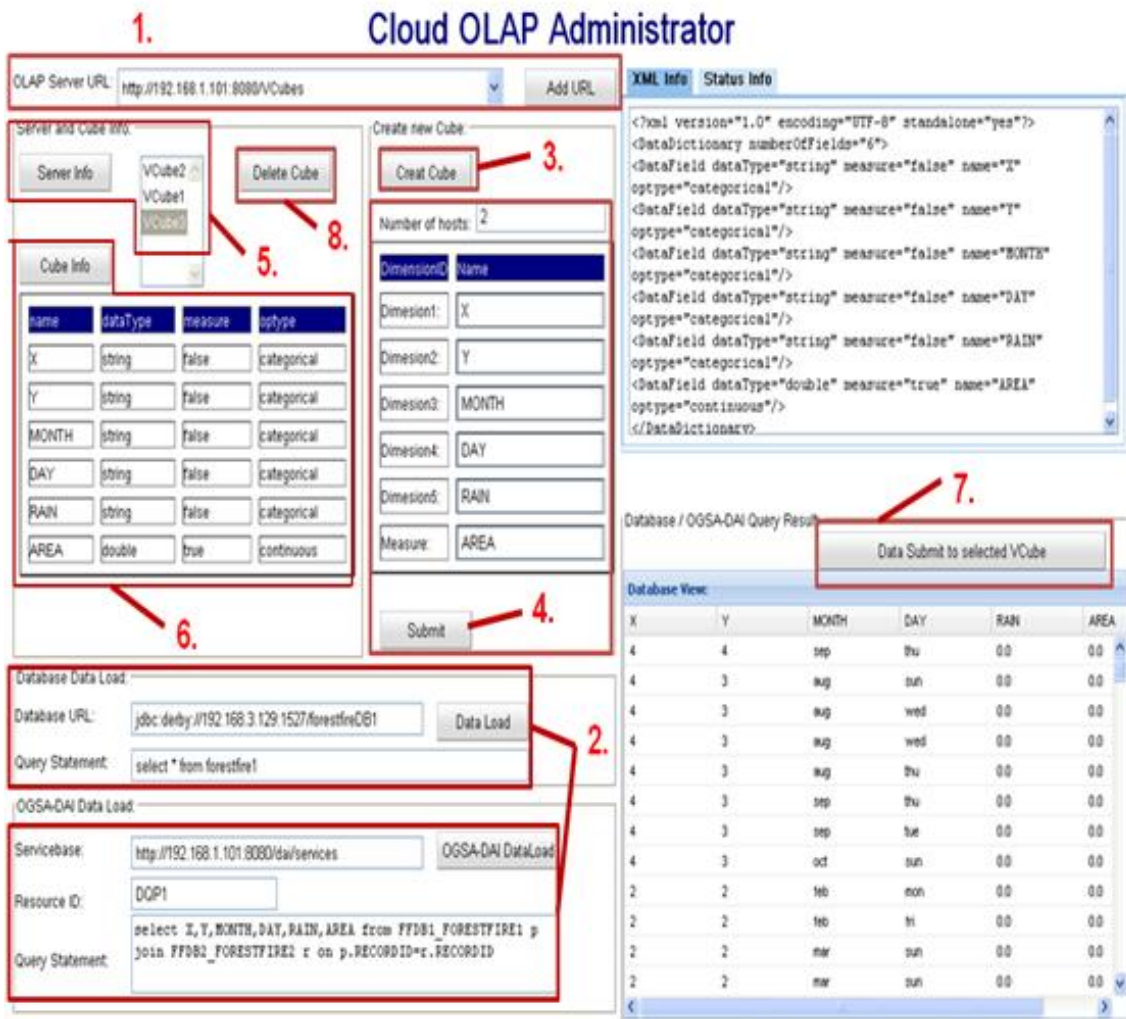 Cloud OLAP Administrator
1.
OLAP Server URL: http://192.168.1.101:8080/VCubes Add URL
Server and Cube Info:
Server Info
VCube2
VCube1
VCube3
Delete Cube
8.
5.
Cube Info
name dataType measure optype
X string false categorical
Y string false categorical
MONTH string false categorical
DAY string false categorical
RAIN string false categorical
AREA double true continuous
6.
Create new Cube:
Creat Cube
3.
Number of hosts: 2
DimensionID Name
Dimesion1: X
Dimesion2: Y
Dimesion3: MONTH
Dimesion4: DAY
Dimesion5: RAIN
Measure: AREA
Submit
4.
Database Data Load:
Database URL: jdbc:derby://192.168.3.129:1527/forestfireDB1 Data Load
Query Statement: select * from forestfire1
2.
OGSA-DAI Data Load:
Servicebase: http://192.168.1.101:8080/dai/services OGSA-DAI DataLoad
Resource ID: DQP1
Query Statement: select X,Y,MONTH,DAY,RAIN,AREA from FFDB1_FORESTFIRE1 p
join FFDB2_FORESTFIRE2 r on p.RECORDID=r.RECORDID
XML Info Status Info
<?xml version="1.0" encoding="UTF-8" standalone="yes"?>
<DataDictionary numberOfFields="6">
<DataField dataType="string" measure="false" name="X"
optype="categorical"/>
<DataField dataType="string" measure="false" name="Y"
optype="categorical"/>
<DataField dataType="string" measure="false" name="MONTH"
optype="categorical"/>
<DataField dataType="string" measure="false" name="DAY"
optype="categorical"/>
<DataField dataType="string" measure="false" name="RAIN"
optype="categorical"/>
<DataField dataType="double" measure="true" name="AREA"
optype="continuous"/>
</DataDictionary>
7.
Database / OGSA-DAI Query Result:
Data Submit to selected VCube
Database View:
X Y MONTH DAY RAIN AREA
4 4 sep thu 0.0 0.0
4 3 aug sun 0.0 0.0
4 3 aug wed 0.0 0.0
4 3 aug wed 0.0 0.0
4 3 aug thu 0.0 0.0
4 3 sep thu 0.0 0.0
4 3 sep tue 0.0 0.0
4 3 oct sun 0.0 0.0
2 2 feb mon 0.0 0.0
2 2 feb fri 0.0 0.0
2 2 mar sun 0.0 0.0
2 2 mar sun 0.0 0.0